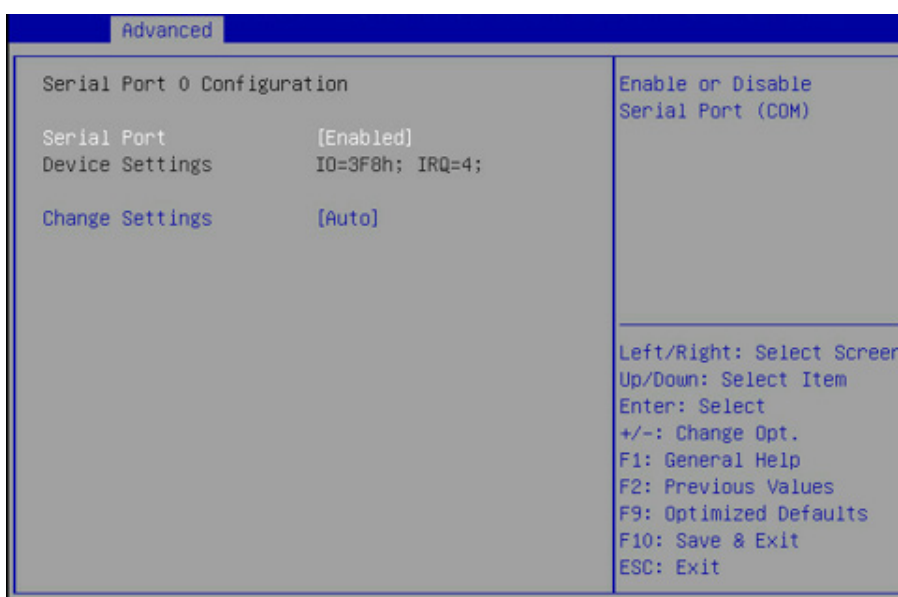 Advanced
Serial Port 0 Configuration
Serial Port [Enabled]
Device Settings IO=3F8h; IRQ=4;
Change Settings [Auto]
Enable or Disable
Serial Port (COM)
Left/Right: Select Screen
Up/Down: Select Item
Enter: Select
+/-: Change Opt.
F1: General Help
F2: Previous Values
F9: Optimized Defaults
F10: Save & Exit
ESC: Exit